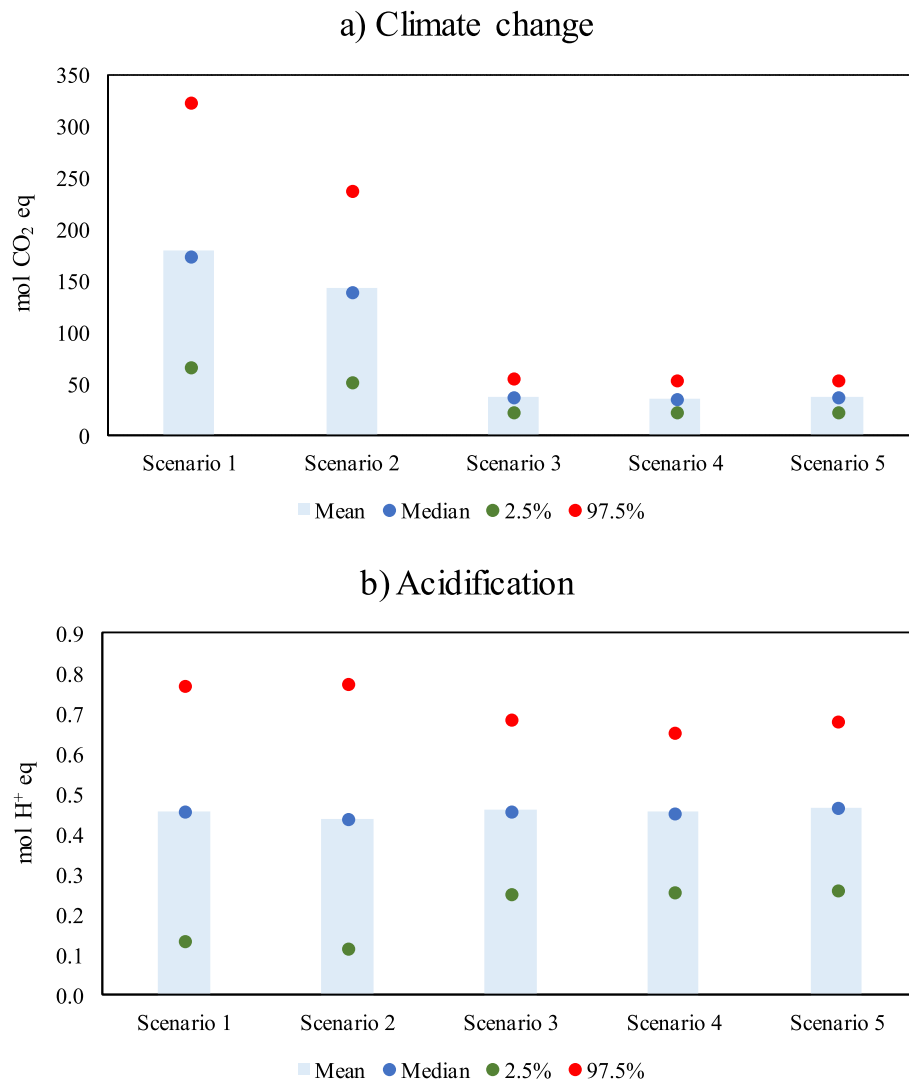 a) Climate change
350
300
250
200
150
100
50
0
mol CO₂ eq
Scenario 1 Scenario 2 Scenario 3 Scenario 4 Scenario 5
Mean Median 2.5% 97.5%
b) Acidification
0.9
0.8
0.7
0.6
0.5
0.4
0.3
0.2
0.1
0.0
mol H⁺ eq
Scenario 1 Scenario 2 Scenario 3 Scenario 4 Scenario 5
Mean Median 2.5% 97.5%